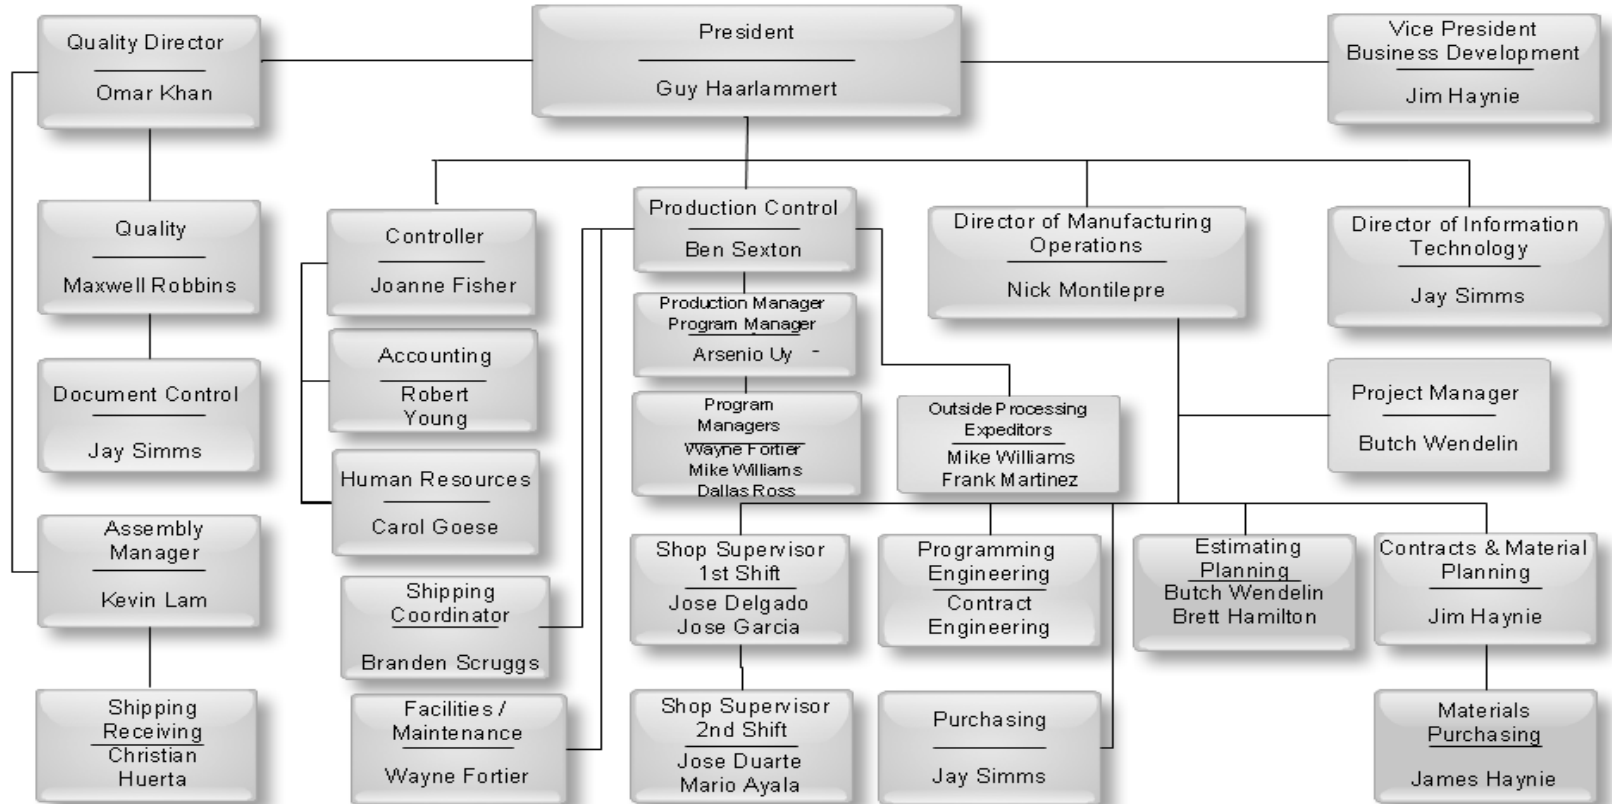 Quality Director
Omar Khan
President
Guy Haarlammert
Vice President
Business Development
Jim Haynie
Quality
Maxwell Robbins
Controller
Joanne Fisher
Production Control
Ben Sexton
Director of Manufacturing
Operations
Nick Montilepre
Director of Information
Technology
Jay Simms
Production Manager
Program Manager
Arsenio Uy -
Accounting
Robert
Young
Document Control
Jay Simms
Program
Managers
Wayne Fortier
Mike Williams
Dallas Ross
Outside Processing
Expeditors
Mike Williams
Frank Martinez
Project Manager
Butch Wendelin
Human Resources
Carol Goese
Assembly
Manager
Kevin Lam
Shipping
Coordinator
Branden Scruggs
Shop Supervisor
1st Shift
Jose Delgado
Jose Garcia
Programming
Engineering
Contract
Engineering
Estimating
Planning
Butch Wendelin
Brett Hamilton
Contracts & Material
Planning
Jim Haynie
Shipping
Receiving
Christian
Huerta
Facilities /
Maintenance
Wayne Fortier
Shop Supervisor
2nd Shift
Jose Duarte
Mario Ayala
Purchasing
Jay Simms
Materials
Purchasing
James Haynie